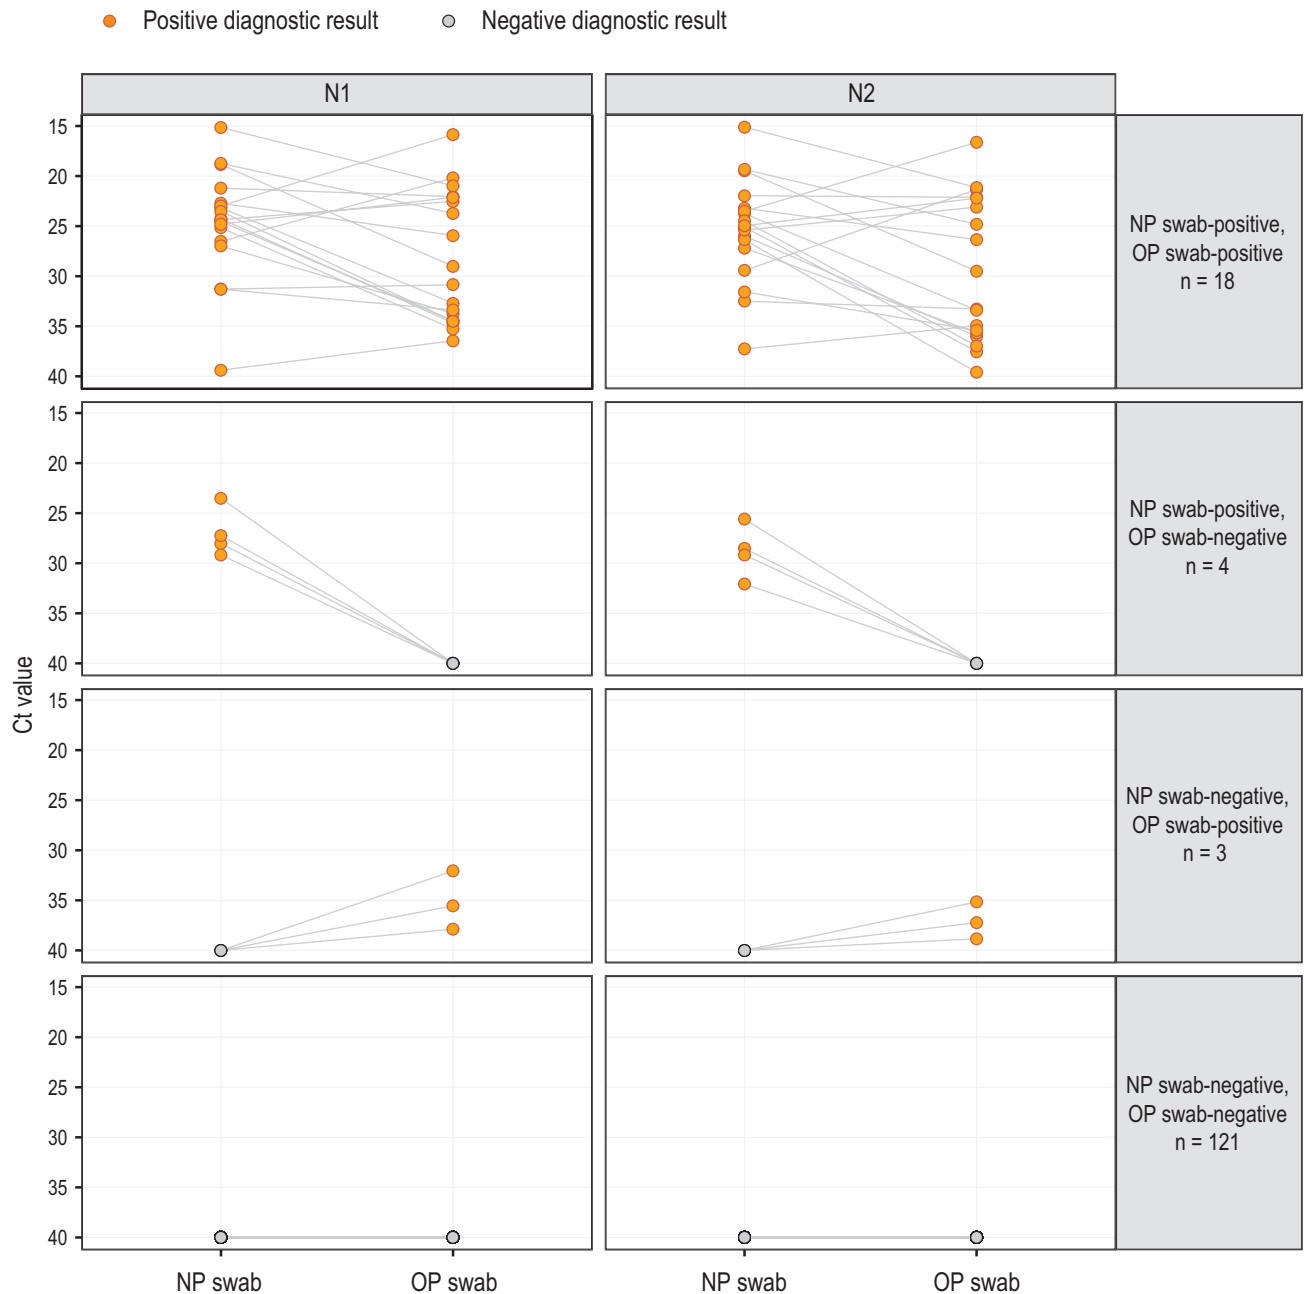 Positive diagnostic result
Negative diagnostic result
N1
N2
15
20
25
30
35
40
NP swab-positive,
OP swab-positive
n = 18
15
20
25
30
35
40
NP swab-positive,
OP swab-negative
n = 4
Ct value
15
20
25
30
35
40
NP swab-negative,
OP swab-positive
n = 3
15
20
25
30
35
40
NP swab-negative,
OP swab-negative
n = 121
NP swab
OP swab
NP swab
OP swab